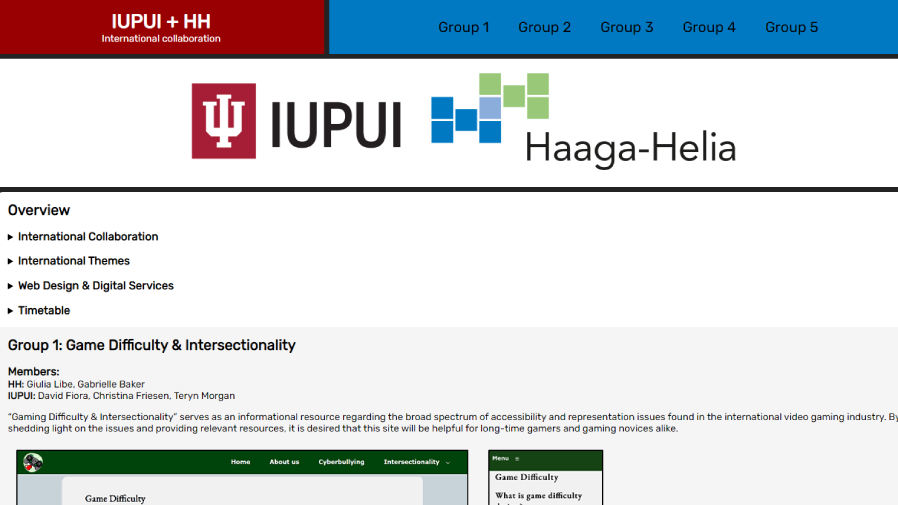 IUPUI + HH
International collaboration
Group 1 Group 2 Group 3 Group 4 Group 5
IUPUI
Haaga-Helia
Overview
International Collaboration
International Themes
Web Design & Digital Services
Timetable
Group 1: Game Difficulty & Intersectionality
Members:
HH: Giulia Libe, Gabrielle Baker
IUPUI: David Fiora, Christina Friesen, Teryn Morgan
“Gaming Difficulty & Intersectionality” serves as an informational resource regarding the broad spectrum of accessibility and representation issues found in the international video gaming industry. By
shedding light on the issues and providing relevant resources, it is desired that this site will be helpful for long-time gamers and gaming novices alike.
Home About us Cyberbullying Intersectionality
Game Difficulty
Menu
Game Difficulty
What is game difficulty